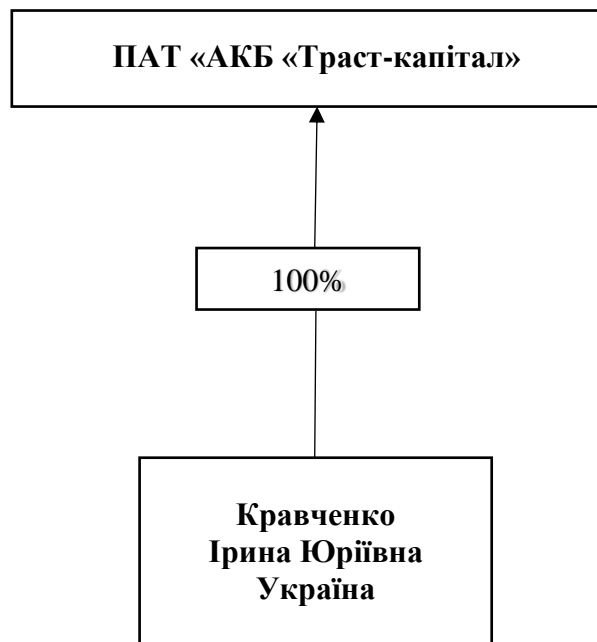 ПАТ «АКБ «Траст-капітал»
100%
Кравченко
Ірина Юріївна
Україна